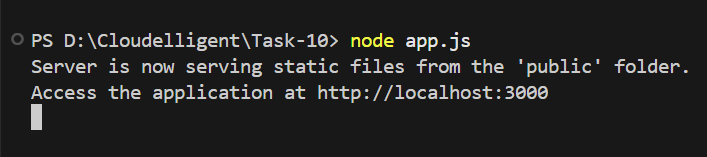 PS D:\Cloudelligent\Task-10> node app.js
Server is now serving static files from the 'public' folder.
Access the application at http://localhost:3000